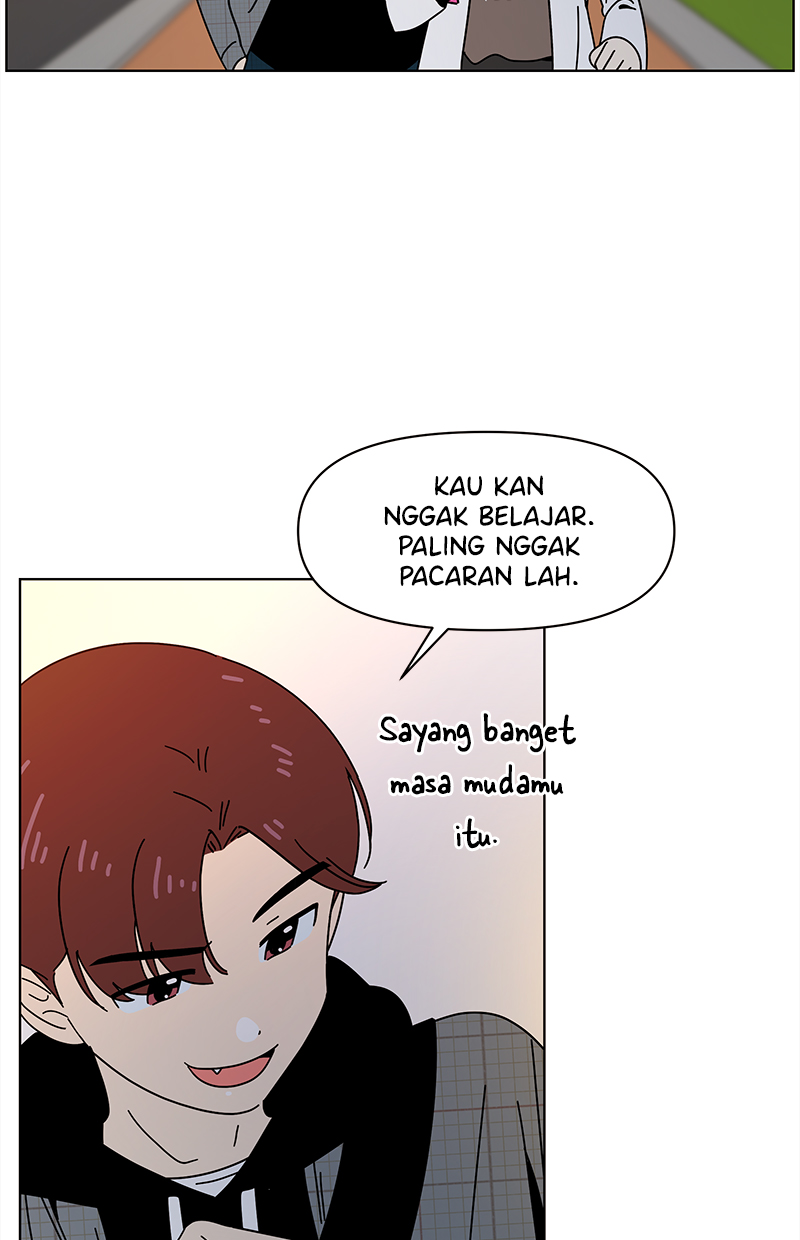 KAU KAN
NGGAK BELAJAR.
PALING NGGAK
PACARAN LAH.
Sayang banget
masa mudamu
itu.